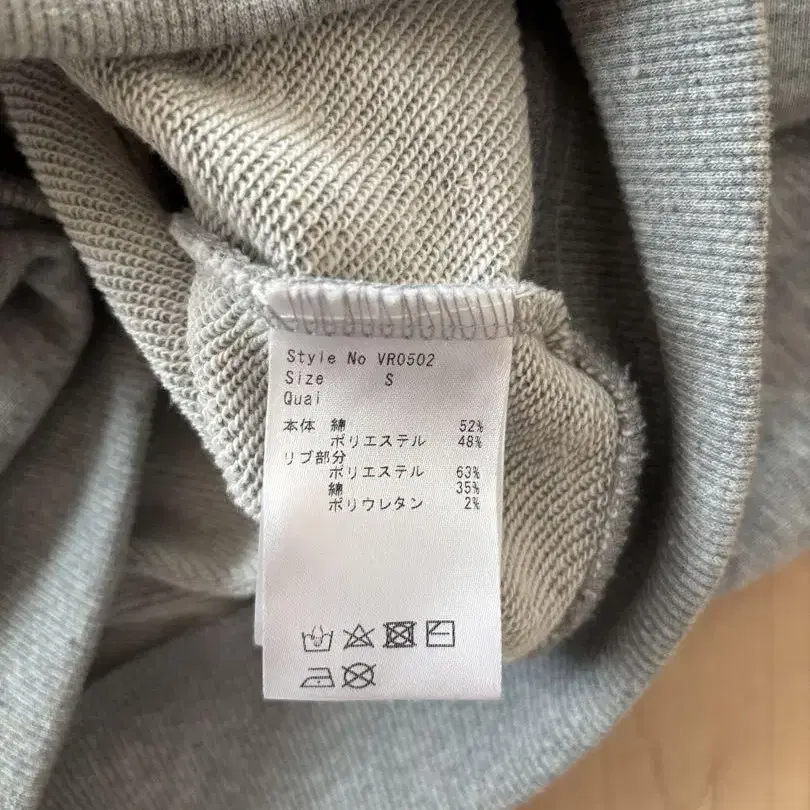 Style No VR0502
Size S
Quai
本体 綿 52%
ポリエステル 48%
リブ部分
ポリエステル 63%
綿 35%
ポリウレタン 2%